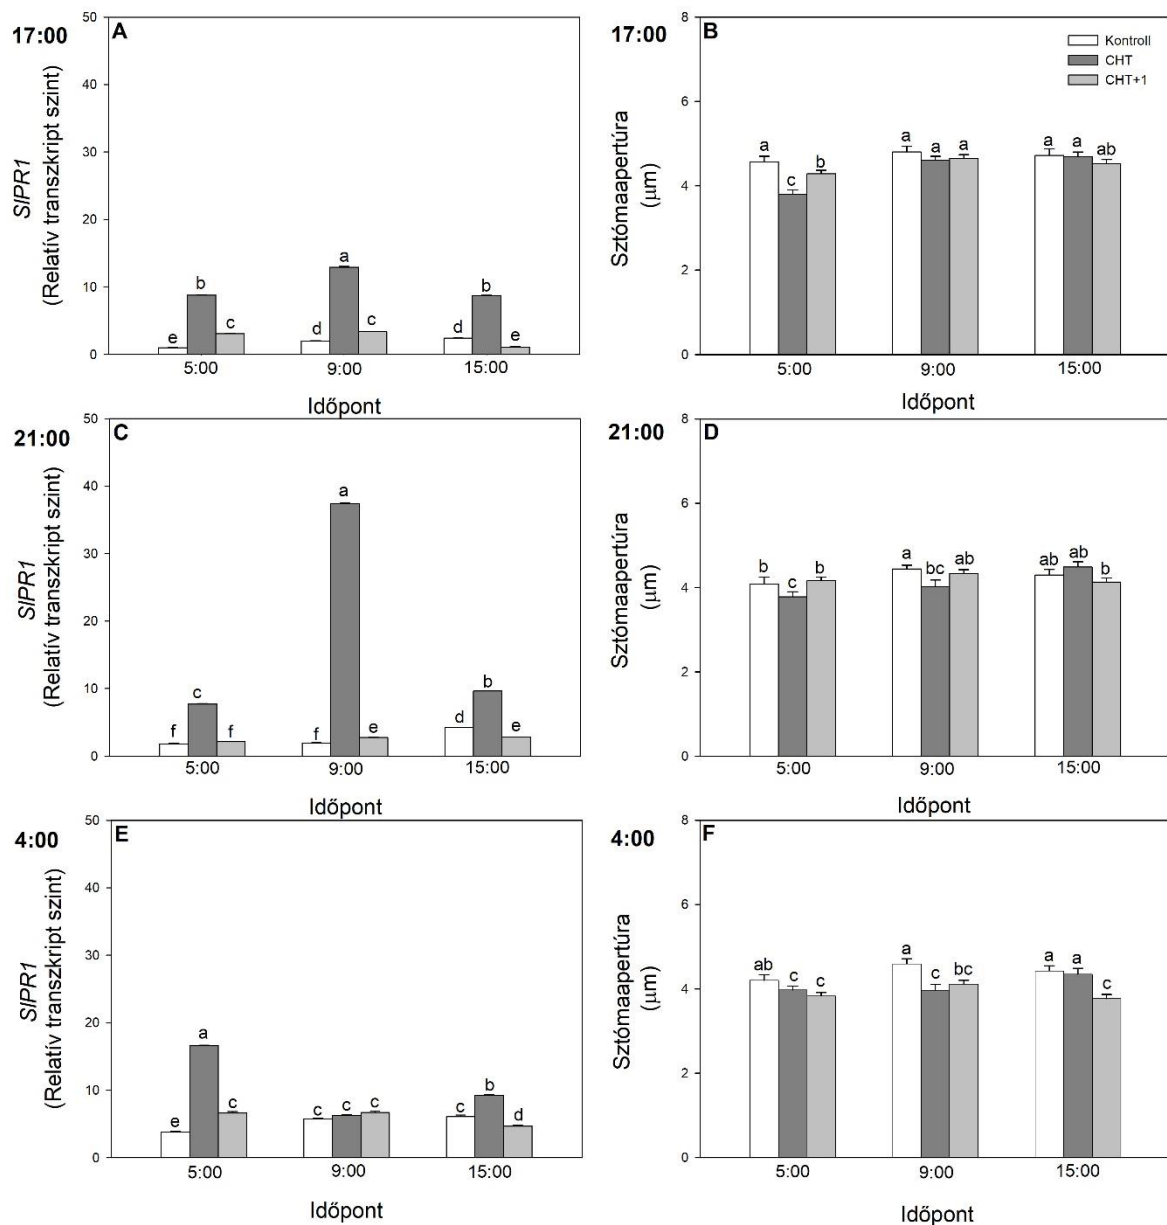 17:00
A
SlPR1
(Relatív transzkript szint)
50
40
30
20
10
0
e
b
c
d
a
c
d
b
e
5:00
9:00
15:00
Időpont
17:00
B
Kontroll
CHT
CHT+1
Sztómaapertúra
(μm)
8
6
4
2
0
a
c
b
a
a
a
a
a
ab
5:00
9:00
15:00
Időpont
21:00
C
SlPR1
(Relatív transzkript szint)
50
40
30
20
10
0
f
c
f
f
a
e
d
b
e
5:00
9:00
15:00
Időpont
21:00
D
Sztómaapertúra
(μm)
8
6
4
2
0
b
c
b
a
bc
ab
ab
ab
b
5:00
9:00
15:00
Időpont
4:00
E
SlPR1
(Relatív transzkript szint)
50
40
30
20
10
0
e
a
c
c
c
c
c
b
d
5:00
9:00
15:00
Időpont
4:00
F
Sztómaapertúra
(μm)
8
6
4
2
0
ab
c
c
a
c
bc
a
a
c
5:00
9:00
15:00
Időpont